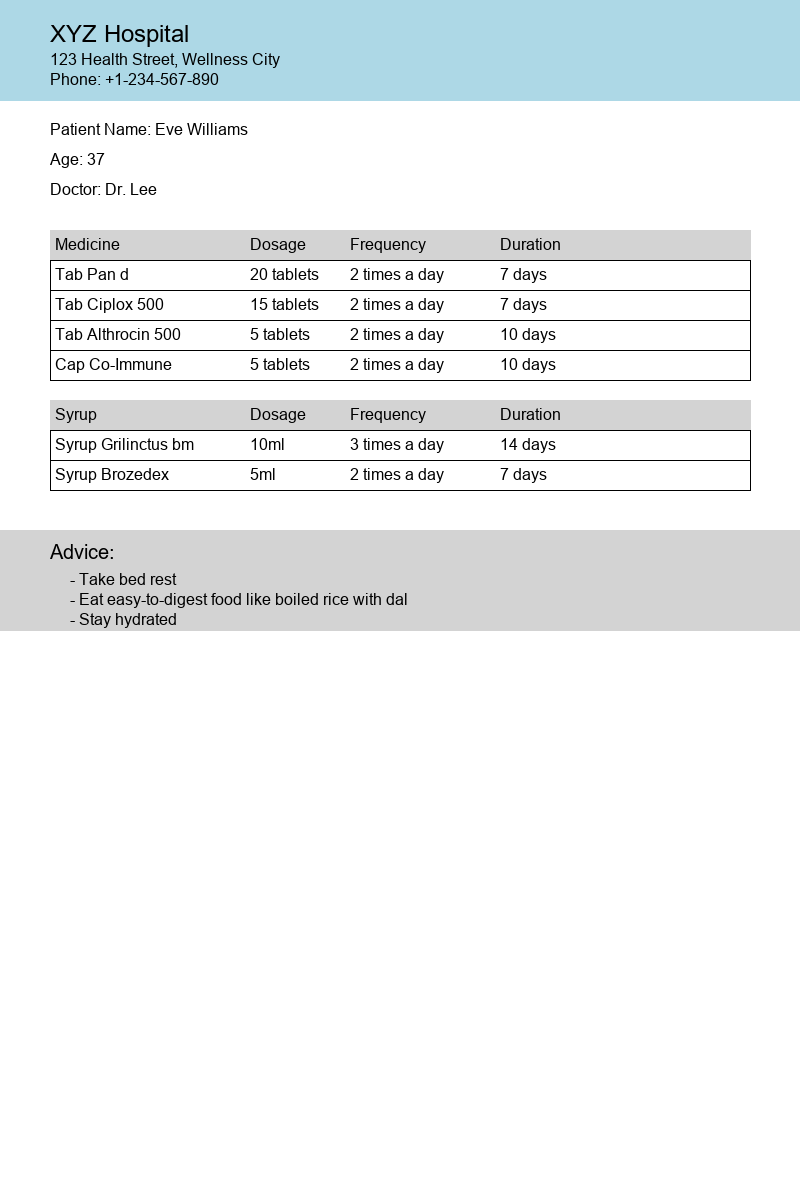 XYZ Hospital
123 Health Street, Wellness City
Phone: +1-234-567-890
Patient Name: Eve Williams
Age: 37
Doctor: Dr. Lee
Medicine Dosage Frequency Duration
Tab Pan d 20 tablets 2 times a day 7 days
Tab Ciplox 500 15 tablets 2 times a day 7 days
Tab Althrocin 500 5 tablets 2 times a day 10 days
Cap Co-Immune 5 tablets 2 times a day 10 days
Syrup Dosage Frequency Duration
Syrup Grilinctus bm 10ml 3 times a day 14 days
Syrup Brozedex 5ml 2 times a day 7 days
Advice:
- Take bed rest
- Eat easy-to-digest food like boiled rice with dal
- Stay hydrated